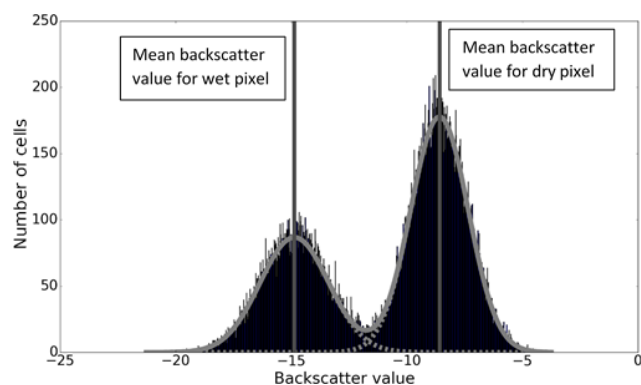 250
200
150
100
50
0
Number of cells
Mean backscatter
value for wet pixel
Mean backscatter
value for dry pixel
−25 −20 −15 −10 −5 0
Backscatter value